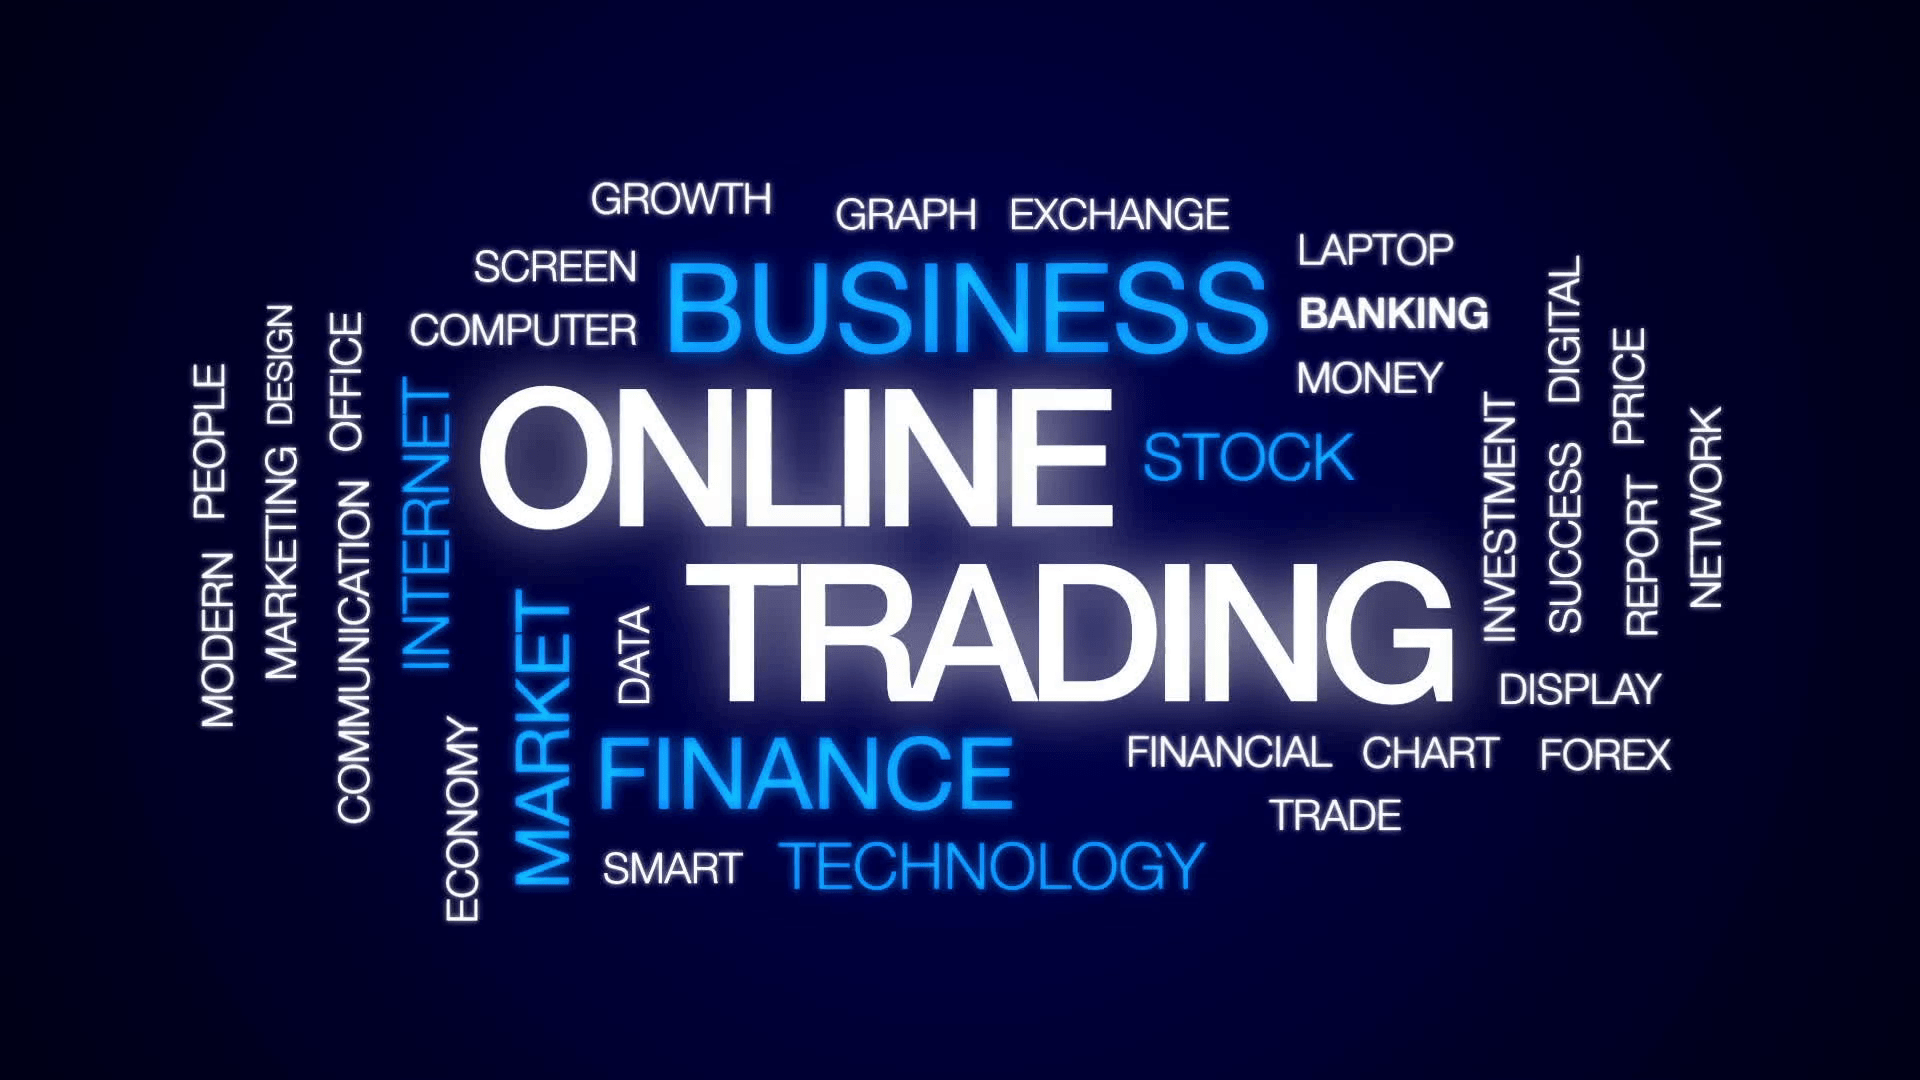 GROWTH
GRAPH EXCHANGE
SCREEN
BUSINESS
LAPTOP
COMPUTER
BANKING
MONEY
ONLINE
STOCK
TRADING
MODERN PEOPLE
MARKETING DESIGN
COMMUNICATION OFFICE
INTERNET
ECONOMY
MARKET
DATA
INVESTMENT
SUCCESS DIGITAL
REPORT PRICE
NETWORK
DISPLAY
FINANCE
FINANCIAL CHART FOREX
TRADE
SMART TECHNOLOGY